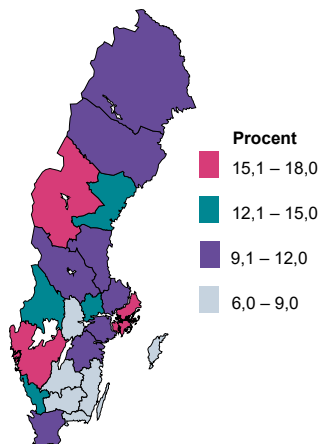 Procent
15,1 – 18,0
12,1 – 15,0
9,1 – 12,0
6,0 – 9,0